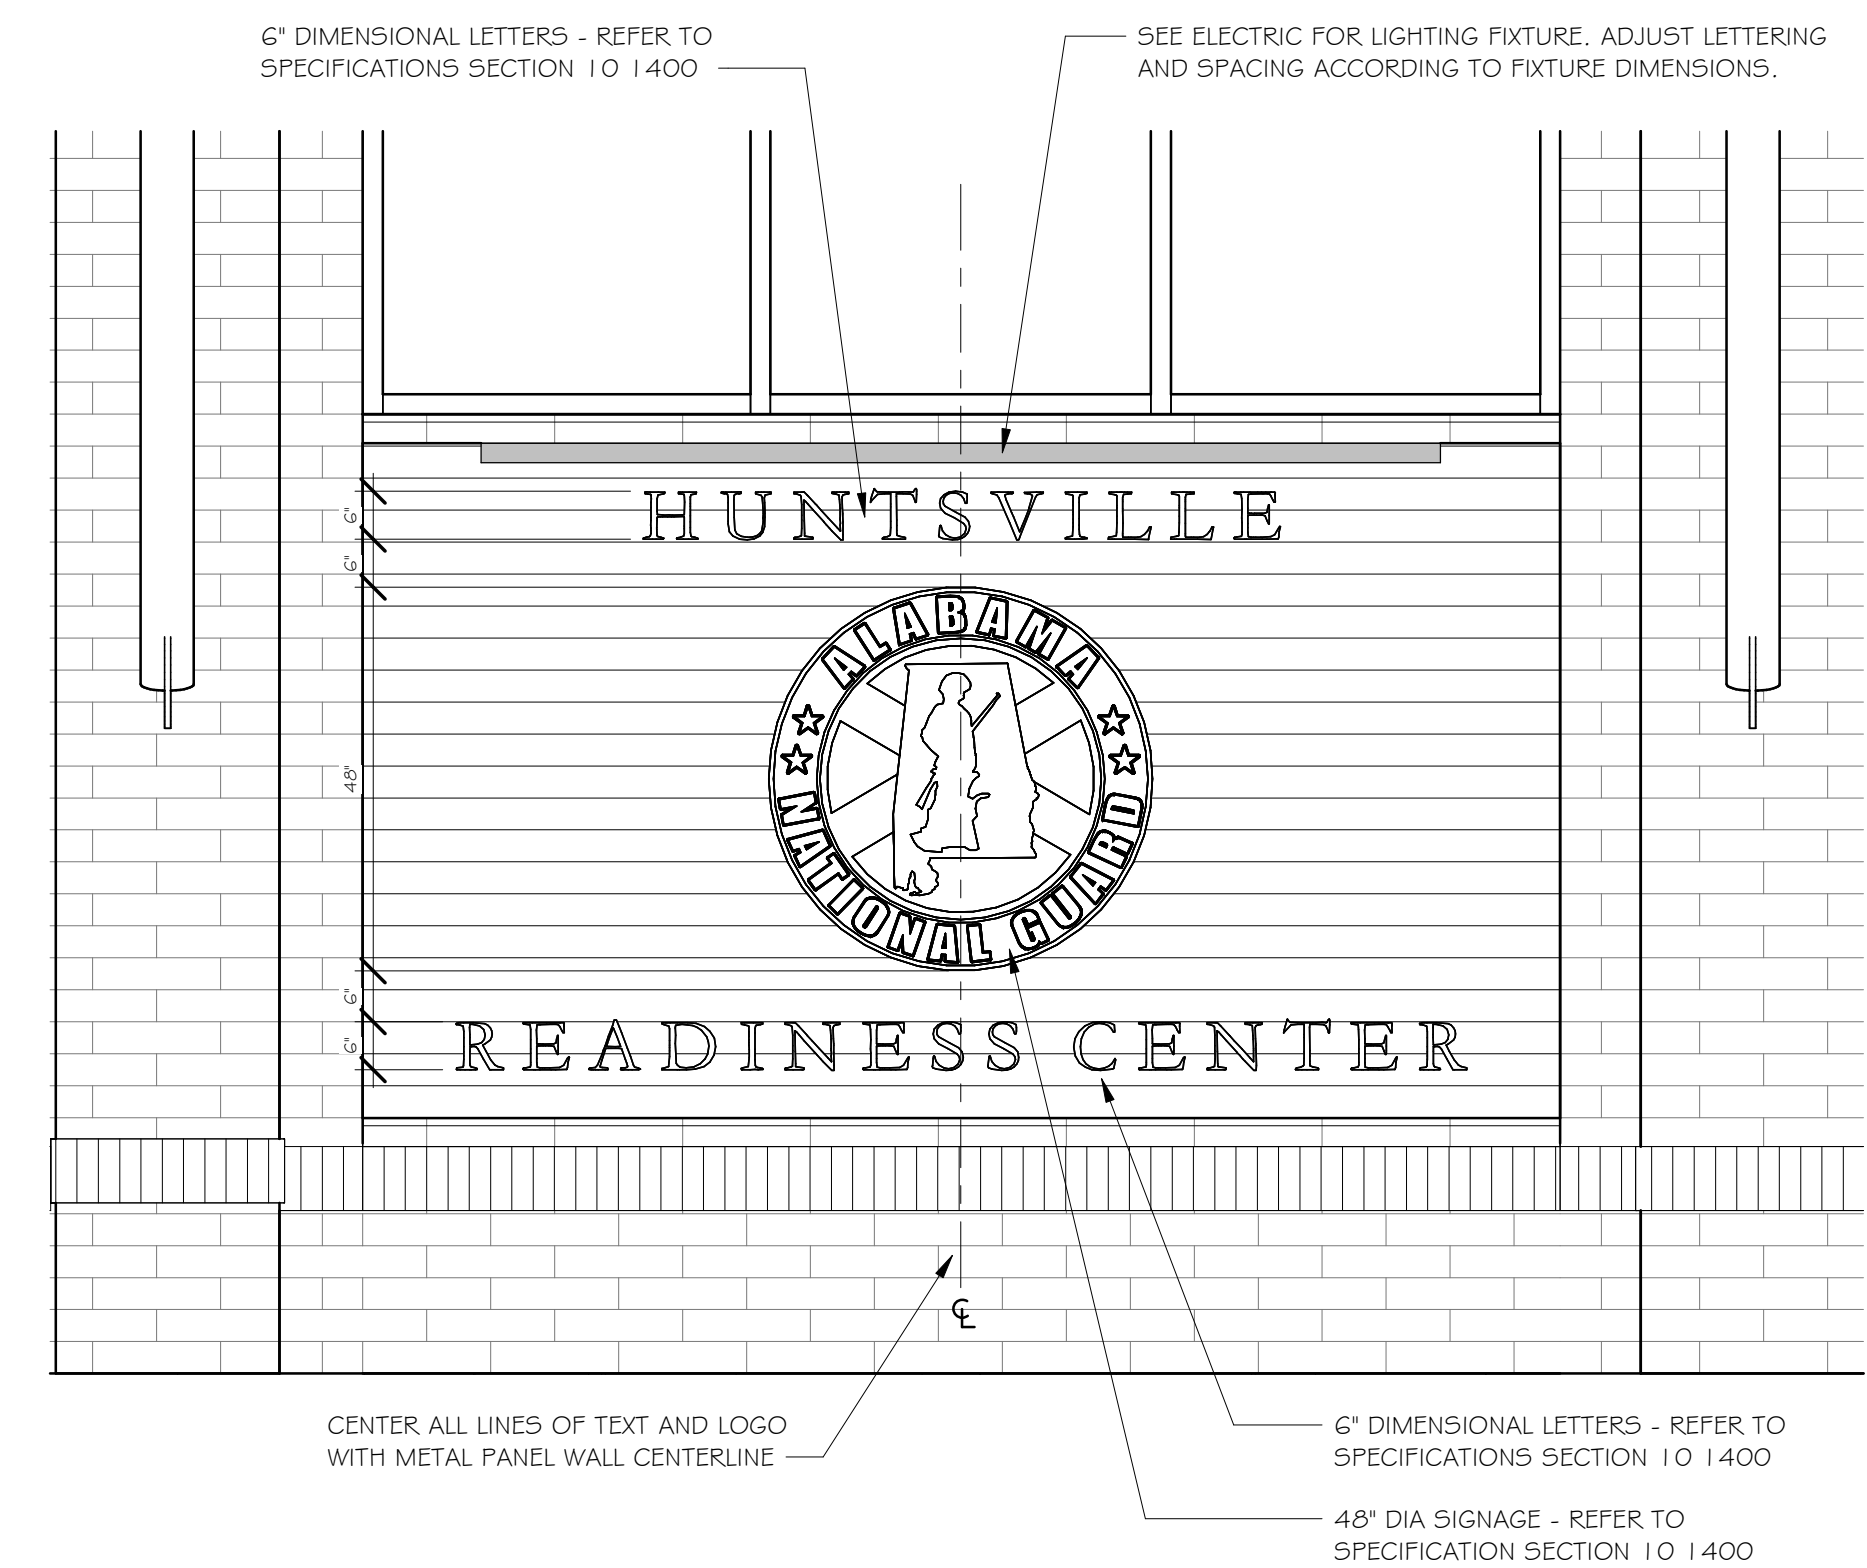 6" DIMENSIONAL LETTERS - REFER TO
SPECIFICATIONS SECTION 10 1400
SEE ELECTRIC FOR LIGHTING FIXTURE. ADJUST LETTERING
AND SPACING ACCORDING TO FIXTURE DIMENSIONS.
6"
HUNTSVILLE
6"
ALABAMA
48"
NATIONAL GUARD
6"
READINESS CENTER
6"
℄
CENTER ALL LINES OF TEXT AND LOGO
WITH METAL PANEL WALL CENTERLINE
6" DIMENSIONAL LETTERS - REFER TO
SPECIFICATIONS SECTION 10 1400
48" DIA SIGNAGE - REFER TO
SPECIFICATION SECTION 10 1400